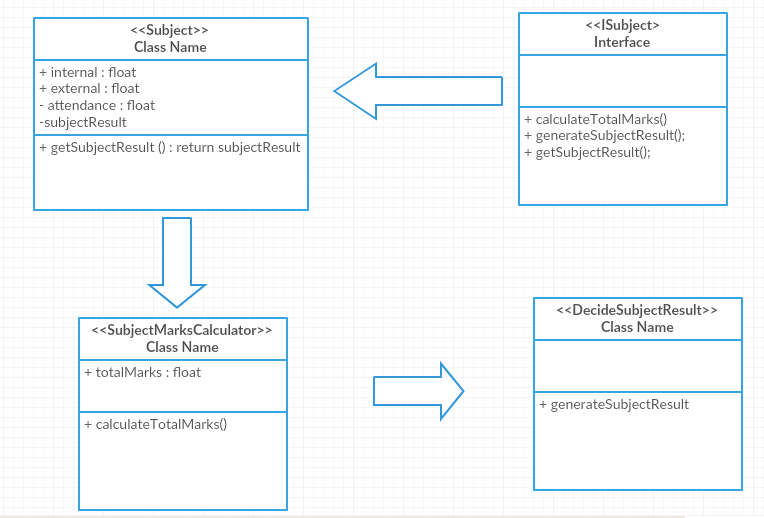 <<Subject>>
Class Name
+ internal : float
+ external : float
- attendance : float
-subjectResult
+ getSubjectResult () : return subjectResult
<<ISubject>
Interface
+ calculateTotalMarks()
+ generateSubjectResult();
+ getSubjectResult();
<<SubjectMarksCalculator>>
Class Name
+ totalMarks : float
+ calculateTotalMarks()
<<DecideSubjectResult>>
Class Name
+ generateSubjectResult